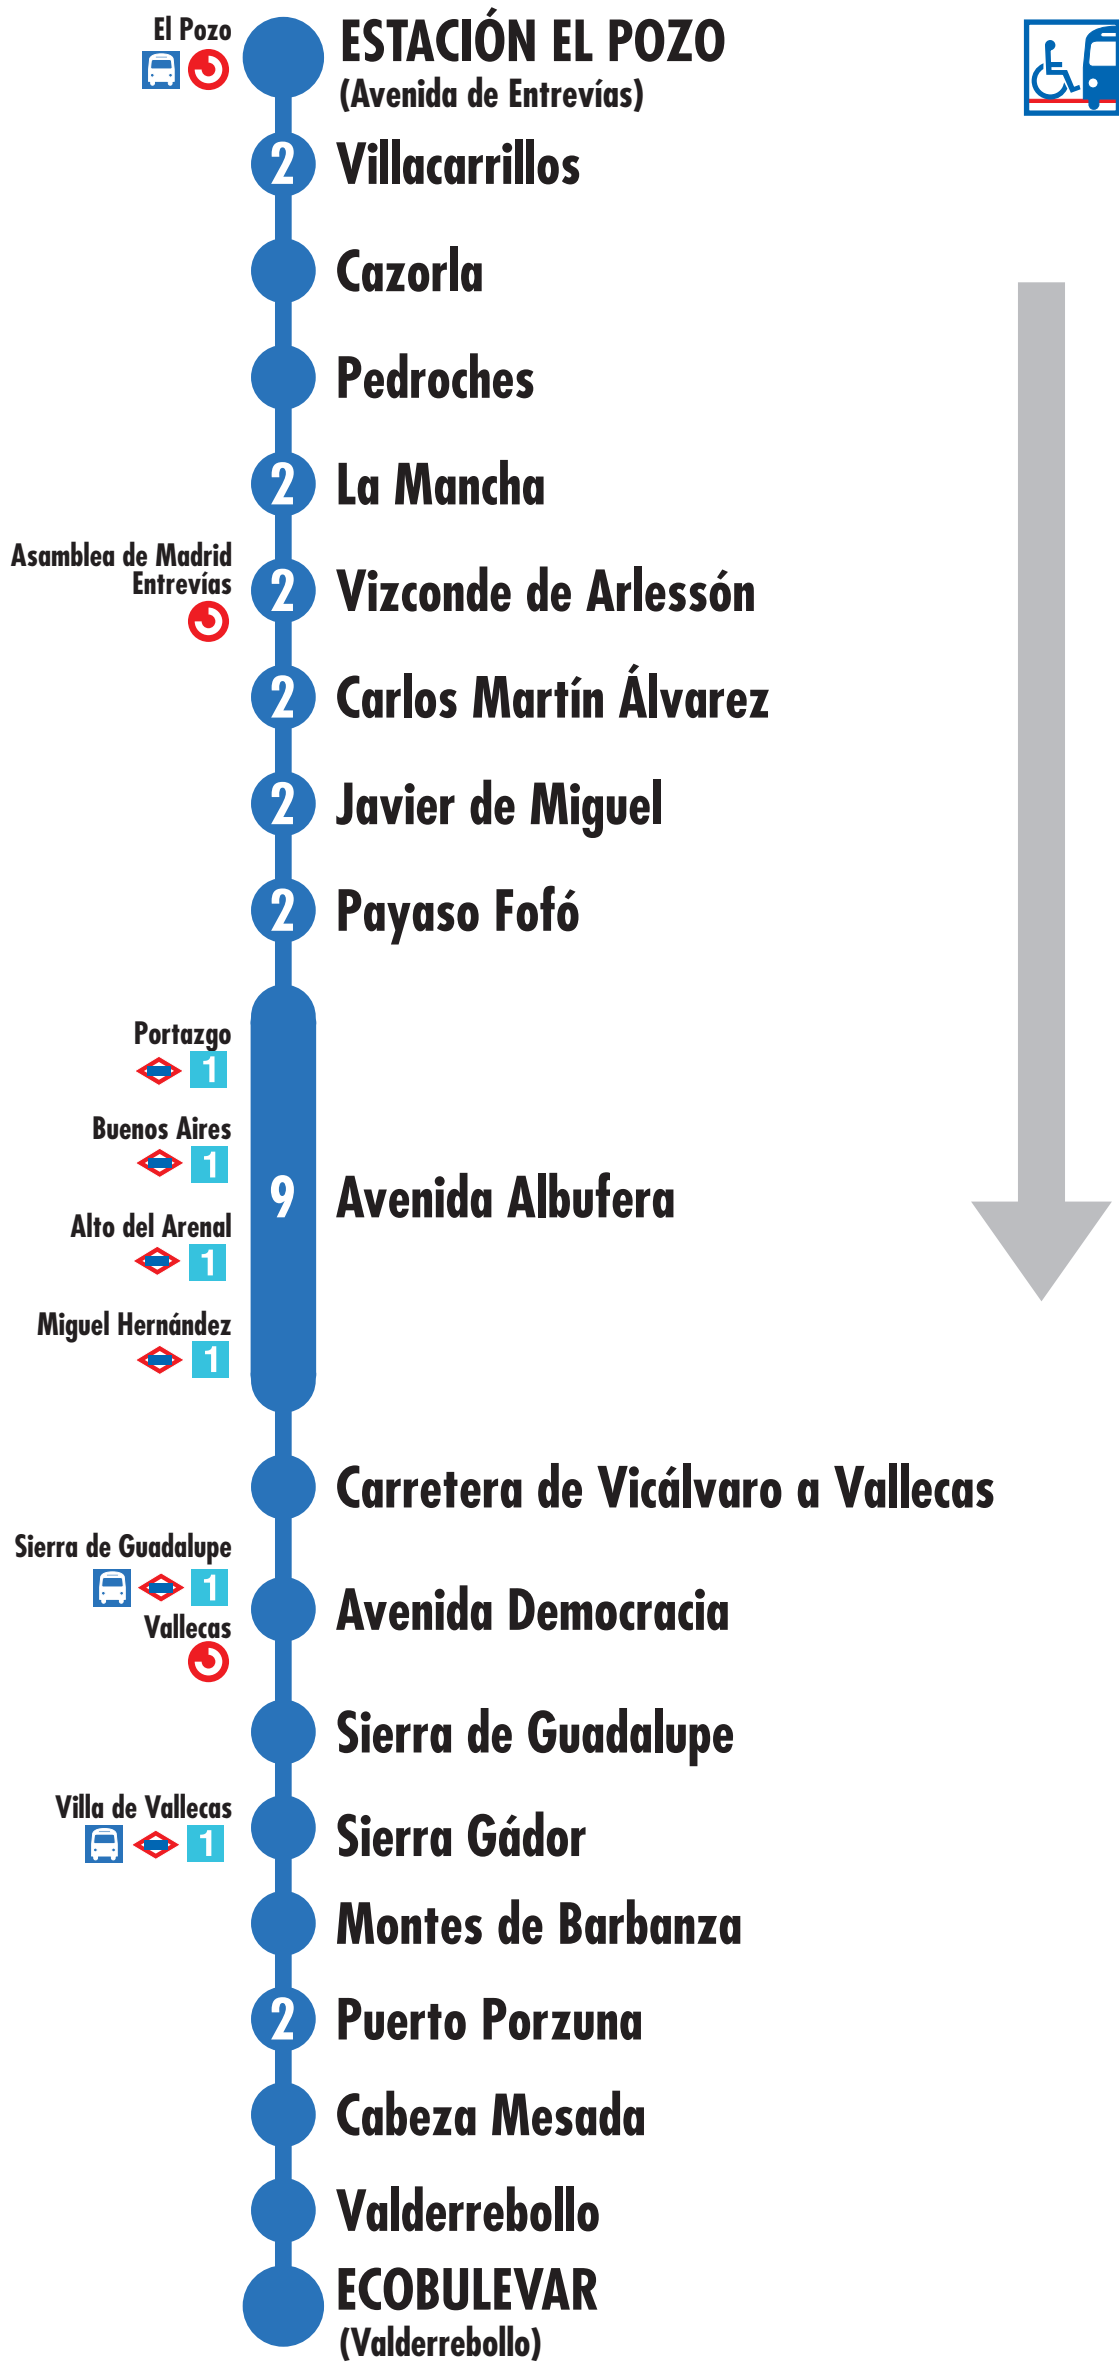 El Pozo
ESTACIÓN EL POZO
(Avenida de Entrevías)
2 Villacarrillos
Cazorla
Pedroches
2 La Mancha
Asamblea de Madrid
Entrevías
2 Vizconde de Arlessón
2 Carlos Martín Álvarez
2 Javier de Miguel
2 Payaso Fofó
Portazgo
1
Buenos Aires
1
9 Avenida Albufera
Alto del Arenal
1
Miguel Hernández
1
Carretera de Vicálvaro a Vallecas
Sierra de Guadalupe
1
Avenida Democracia
Vallecas
Sierra de Guadalupe
Villa de Vallecas
1
Sierra Gádor
Montes de Barbanza
2 Puerto Porzuna
Cabeza Mesada
Valderrebollo
ECOBULEVAR
(Valderrebollo)